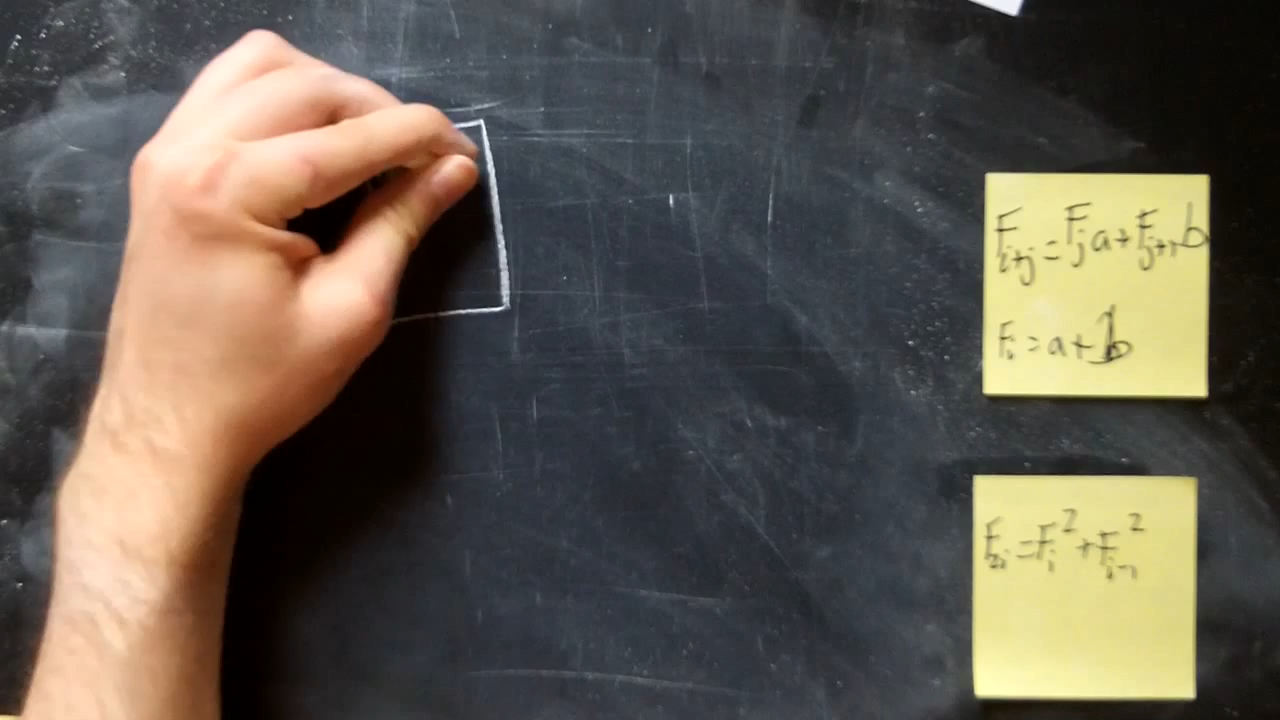 F_{i+j} = F_j a + F_{j+1} b
F_i = a + b
F_{2i} = F_i^2 + F_{i-1}^2